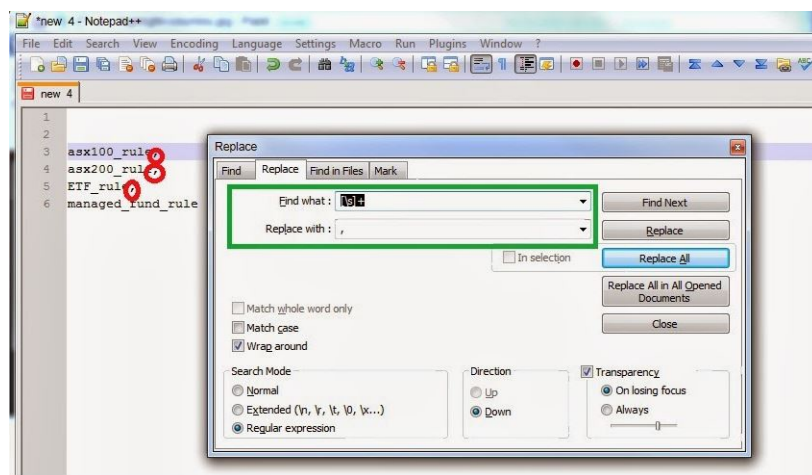 *new 4 - Notepad++
File Edit Search View Encoding Language Settings Macro Run Plugins Window ?
new 4
1
2
3 asx100_rule,
4 asx200_rule,
5 ETF_rule,
6 managed_fund_rule
Replace
Find Replace Find in Files Mark
Find what : [\s]+ Find Next
Replace with : , Replace
In selection Replace All
Replace All in All Opened Documents
Match whole word only
Match case Close
Wrap around
Search Mode Direction Transparency
Normal Up On losing focus
Extended (\n, \r, \t, \0, \x...) Down Always
Regular expression